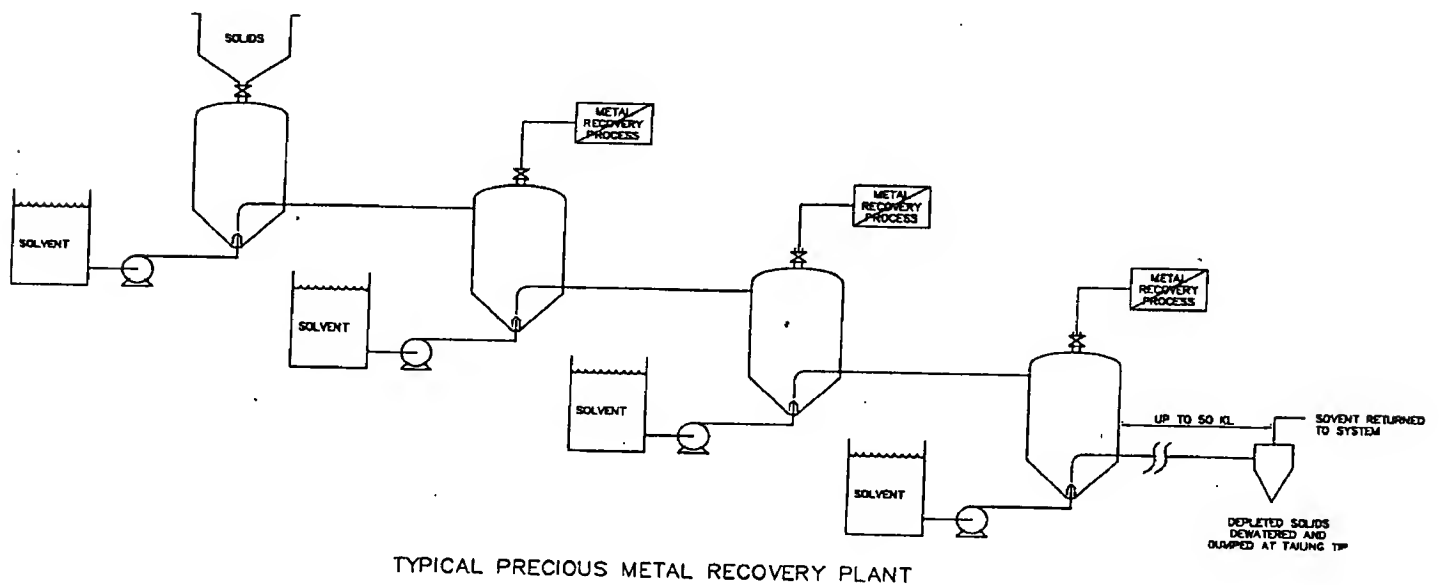 SOLIDS
METAL
RECOVERY
PROCESS
METAL
RECOVERY
PROCESS
SOLVENT
METAL
RECOVERY
PROCESS
SOLVENT
SOLVENT
UP TO 50 KL
SOVENT RETURNED
TO SYSTEM
SOLVENT
DEPLETED SOLIDS
DEWATERED AND
DUMPED AT TAILING TIP
TYPICAL PRECIOUS METAL RECOVERY PLANT